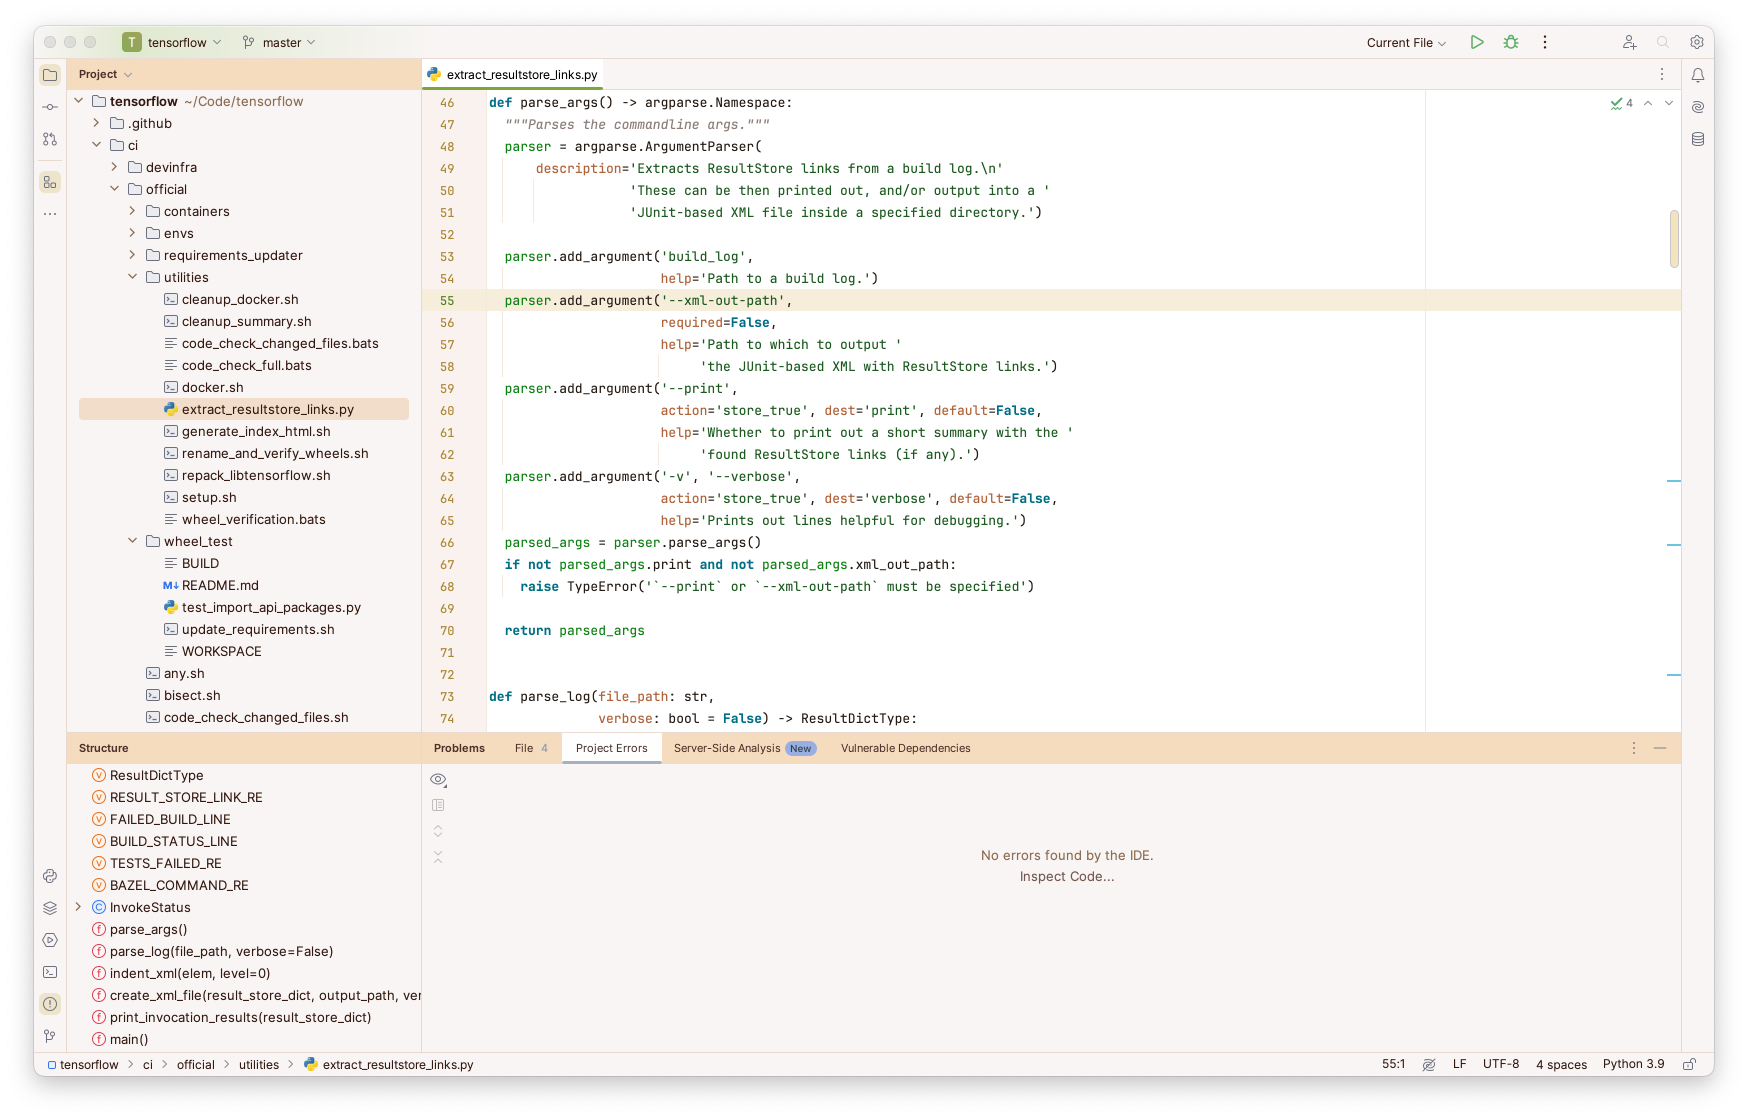 T tensorflow master Current File
Project
tensorflow ~/Code/tensorflow
.github
ci
devinfra
official
containers
envs
requirements_updater
utilities
cleanup_docker.sh
cleanup_summary.sh
code_check_changed_files.bats
code_check_full.bats
docker.sh
extract_resultstore_links.py
generate_index_html.sh
rename_and_verify_wheels.sh
repack_libtensorflow.sh
setup.sh
wheel_verification.bats
wheel_test
BUILD
M↓ README.md
test_import_api_packages.py
update_requirements.sh
WORKSPACE
any.sh
bisect.sh
code_check_changed_files.sh
extract_resultstore_links.py
4
46 def parse_args() -> argparse.Namespace:
47   """Parses the commandline args."""
48   parser = argparse.ArgumentParser(
49       description='Extracts ResultStore links from a build log.\n'
50                   'These can be then printed out, and/or output into a '
51                   'JUnit-based XML file inside a specified directory.')
52
53   parser.add_argument('build_log',
54                       help='Path to a build log.')
55   parser.add_argument('--xml-out-path',
56                       required=False,
57                       help='Path to which to output '
58                            'the JUnit-based XML with ResultStore links.')
59   parser.add_argument('--print',
60                       action='store_true', dest='print', default=False,
61                       help='Whether to print out a short summary with the '
62                            'found ResultStore links (if any).')
63   parser.add_argument('-v', '--verbose',
64                       action='store_true', dest='verbose', default=False,
65                       help='Prints out lines helpful for debugging.')
66   parsed_args = parser.parse_args()
67   if not parsed_args.print and not parsed_args.xml_out_path:
68     raise TypeError('`--print` or `--xml-out-path` must be specified')
69
70   return parsed_args
71
72
73 def parse_log(file_path: str,
74               verbose: bool = False) -> ResultDictType:
Structure
V ResultDictType
V RESULT_STORE_LINK_RE
V FAILED_BUILD_LINE
V BUILD_STATUS_LINE
V TESTS_FAILED_RE
V BAZEL_COMMAND_RE
C InvokeStatus
f parse_args()
f parse_log(file_path, verbose=False)
f indent_xml(elem, level=0)
f create_xml_file(result_store_dict, output_path, ver
f print_invocation_results(result_store_dict)
f main()
Problems File 4 Project Errors Server-Side Analysis New Vulnerable Dependencies
No errors found by the IDE.
Inspect Code...
tensorflow > ci > official > utilities > extract_resultstore_links.py 55:1 LF UTF-8 4 spaces Python 3.9